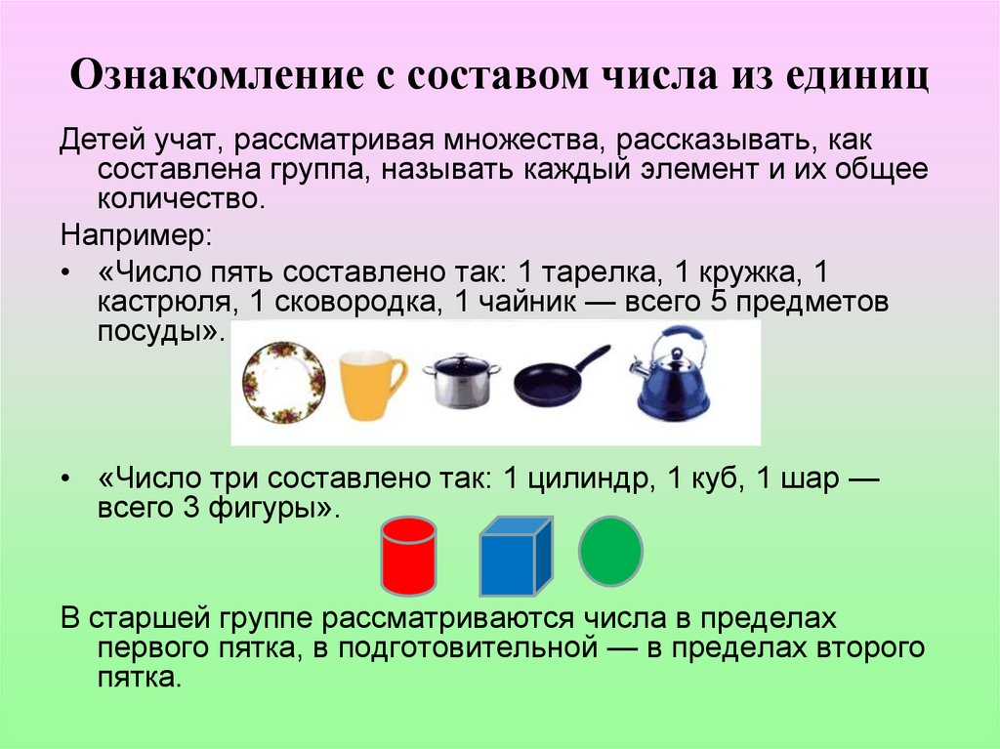 Ознакомление с составом числа из единиц
Детей учат, рассматривая множества, рассказывать, как
составлена группа, называть каждый элемент и их общее
количество.
Например:
• «Число пять составлено так: 1 тарелка, 1 кружка, 1
кастрюля, 1 сковородка, 1 чайник — всего 5 предметов
посуды».
• «Число три составлено так: 1 цилиндр, 1 куб, 1 шар —
всего 3 фигуры».
В старшей группе рассматриваются числа в пределах
первого пятка, в подготовительной — в пределах второго
пятка.